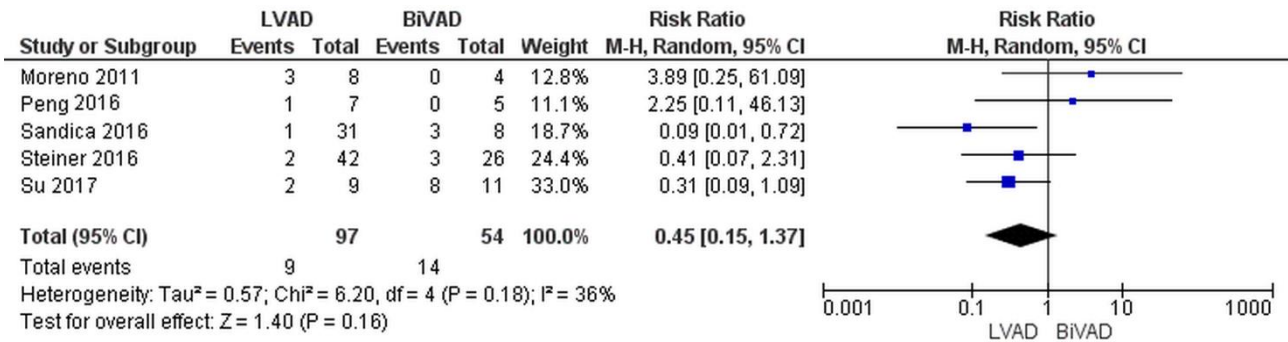 LVAD BiVAD Risk Ratio Risk Ratio
Study or Subgroup Events Total Events Total Weight M-H, Random, 95% CI M-H, Random, 95% CI
Moreno 2011 3 8 0 4 12.8% 3.89 [0.25, 61.09]
Peng 2016 1 7 0 5 11.1% 2.25 [0.11, 46.13]
Sandica 2016 1 31 3 8 18.7% 0.09 [0.01, 0.72]
Steiner 2016 2 42 3 26 24.4% 0.41 [0.07, 2.31]
Su 2017 2 9 8 11 33.0% 0.31 [0.09, 1.09]
Total (95% CI) 97 54 100.0% 0.45 [0.15, 1.37]
Total events 9 14
Heterogeneity: Tau² = 0.57; Chi² = 6.20, df = 4 (P = 0.18); I² = 36%
Test for overall effect: Z = 1.40 (P = 0.16)
0.001 0.1 1 10 1000
LVAD BiVAD